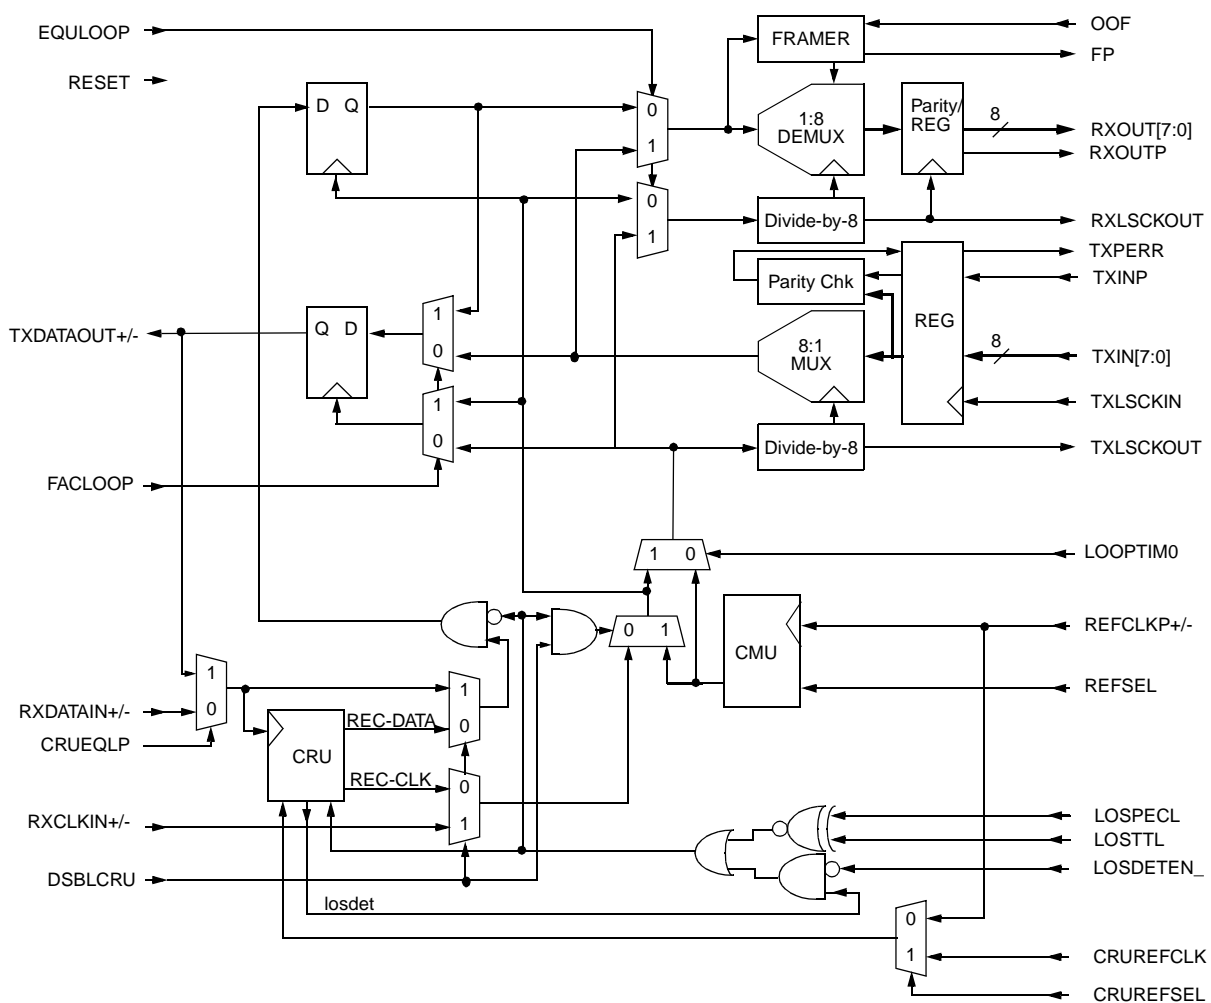 EQULOOP
FRAMER
OOF
FP
RESET
D Q
0
1
1:8
DEMUX
Parity/
REG
8
RXOUT[7:0]
RXOUTP
0
1
Divide-by-8
RXLSCKOUT
TXPERR
Parity Chk
TXINP
REG
TXDATAOUT+/-
Q D
1
0
8:1
MUX
8
TXIN[7:0]
1
0
TXLSCKIN
Divide-by-8
TXLSCKOUT
FACLOOP
1 0
LOOPTIM0
0 1
CMU
REFCLKP+/-
REFSEL
1
0
RXDATAIN+/-
CRUEQLP
CRU
REC-DATA
REC-CLK
1
0
0
1
RXCLKIN+/-
DSBLCRU
losdet
LOSPECL
LOSTTL
LOSDETEN_
0
1
CRUREFCLK
CRUREFSEL